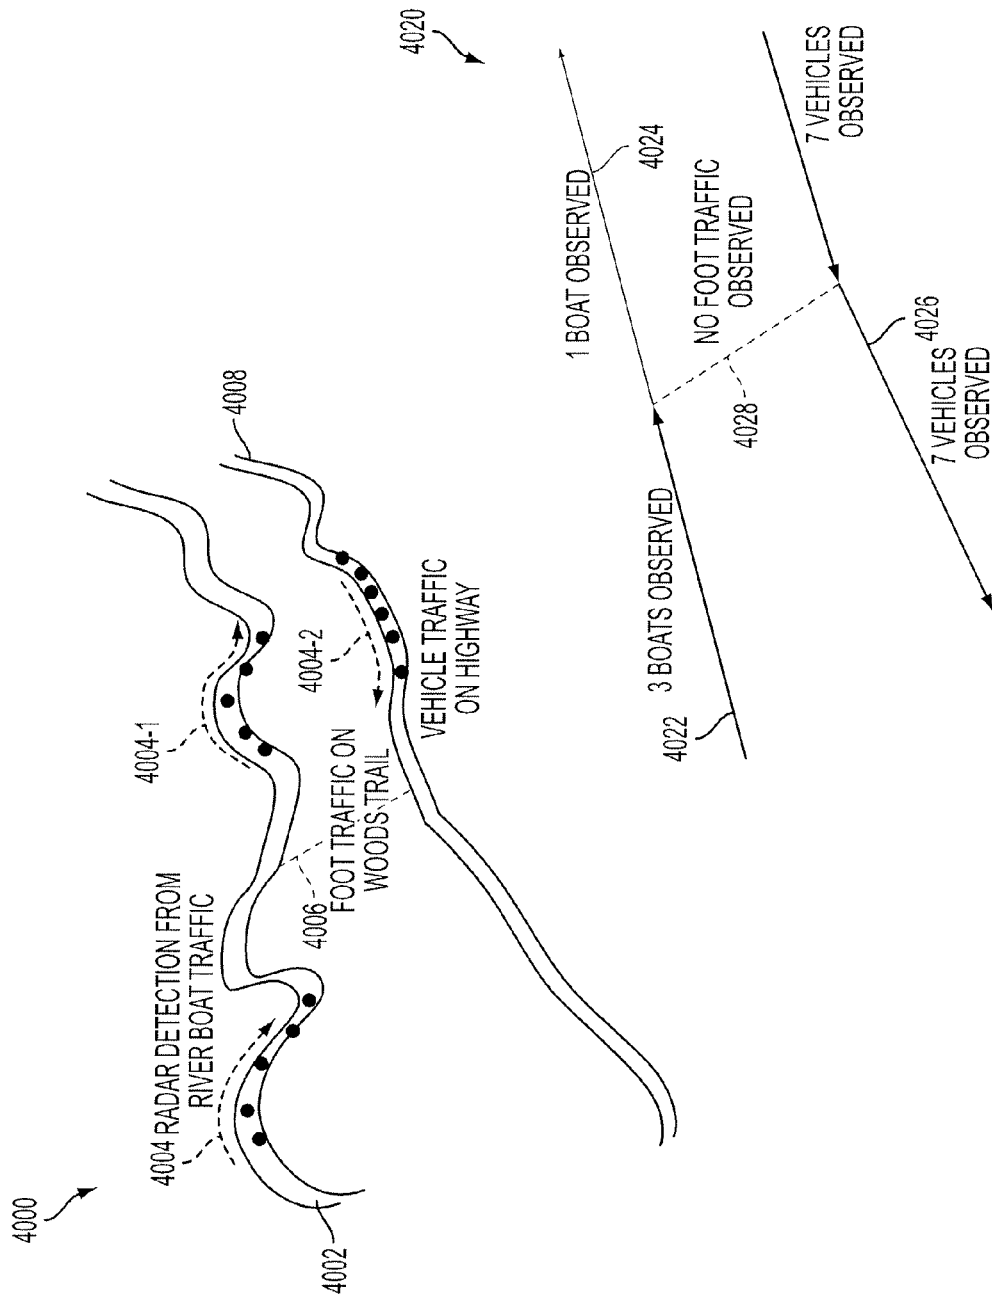 4000
4002
4004 RADAR DETECTION FROM
RIVER BOAT TRAFFIC
4004-1
4006
FOOT TRAFFIC ON
WOODS TRAIL
4004-2
4008
VEHICLE TRAFFIC
ON HIGHWAY
4020
4022
3 BOATS OBSERVED
1 BOAT OBSERVED
4024
4028
NO FOOT TRAFFIC
OBSERVED
7 VEHICLES
OBSERVED
4026
7 VEHICLES
OBSERVED